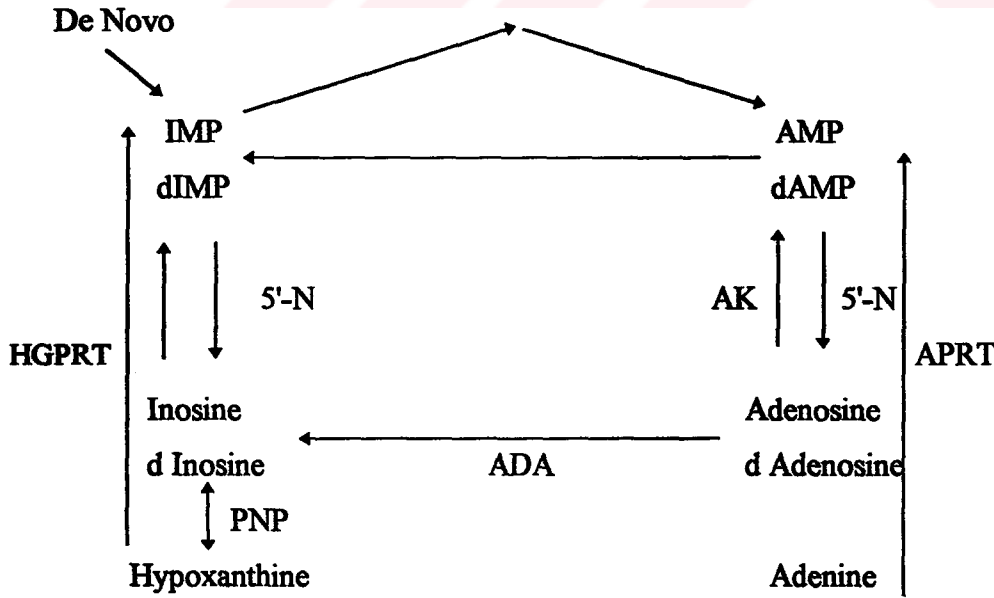 De Novo
IMP AMP
dIMP dAMP
5'-N AK 5'-N
HGPRT APRT
Inosine Adenosine
d Inosine ADA d Adenosine
PNP
Hypoxanthine Adenine